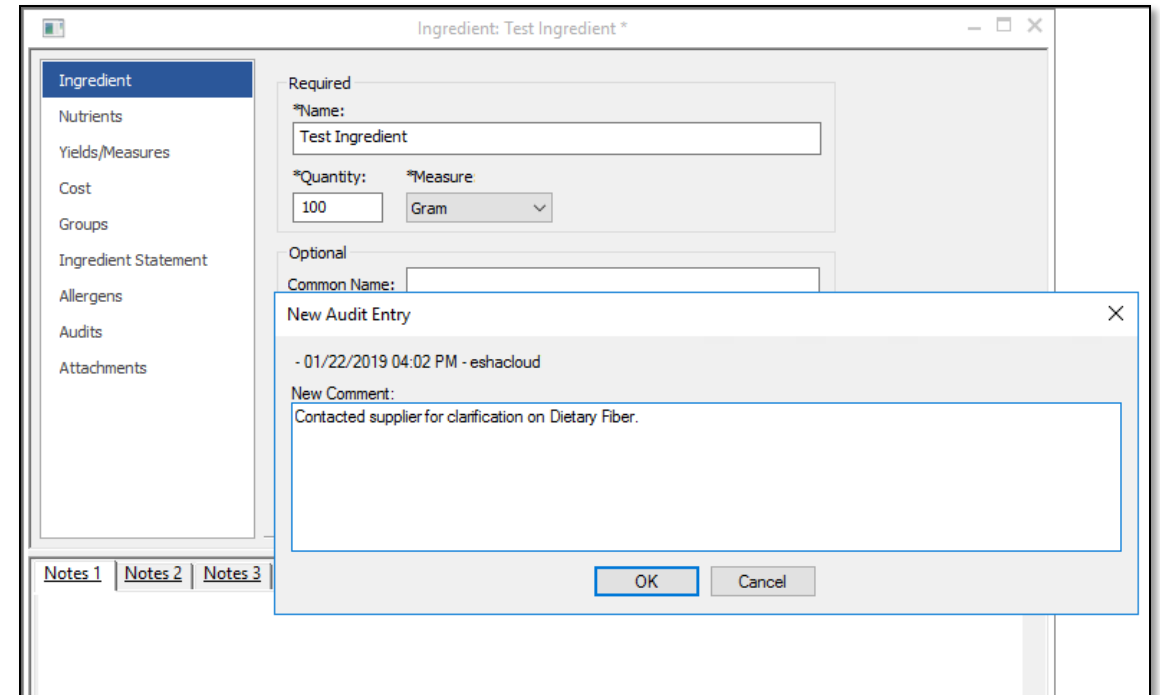 Ingredient: Test Ingredient *
Ingredient
Nutrients
Yields/Measures
Cost
Groups
Ingredient Statement
Allergens
Audits
Attachments
Required
*Name:
Test Ingredient
*Quantity: *Measure
100 Gram
Optional
Common Name:
New Audit Entry
- 01/22/2019 04:02 PM - eshacloud
New Comment:
Contacted supplier for clarification on Dietary Fiber.
OK Cancel
Notes 1 Notes 2 Notes 3